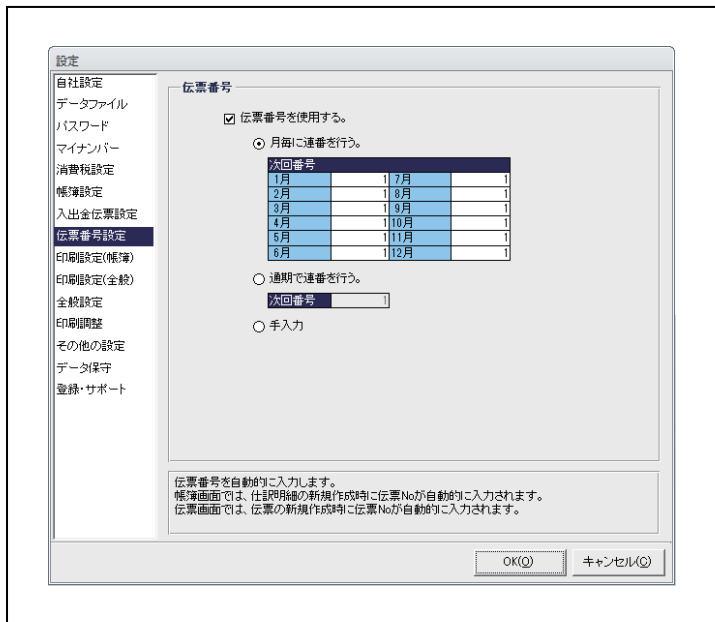 設定
自社設定
データファイル
パスワード
マイナンバー
消費税設定
帳簿設定
入出金伝票設定
伝票番号設定
印刷設定(帳簿)
印刷設定(全般)
全般設定
印刷調整
その他の設定
データ保守
登録・サポート
伝票番号
伝票番号を使用する。
月毎に連番を行う。
次回番号
1月 1 7月 1
2月 1 8月 1
3月 1 9月 1
4月 1 10月 1
5月 1 11月 1
6月 1 12月 1
通期で連番を行う。
次回番号 1
手入力
伝票番号を自動的に入力します。
帳簿画面では、仕訳明細の新規作成時に伝票Noが自動的に入力されます。
伝票画面では、伝票の新規作成時に伝票Noが自動的に入力されます。
OK(O) キャンセル(C)